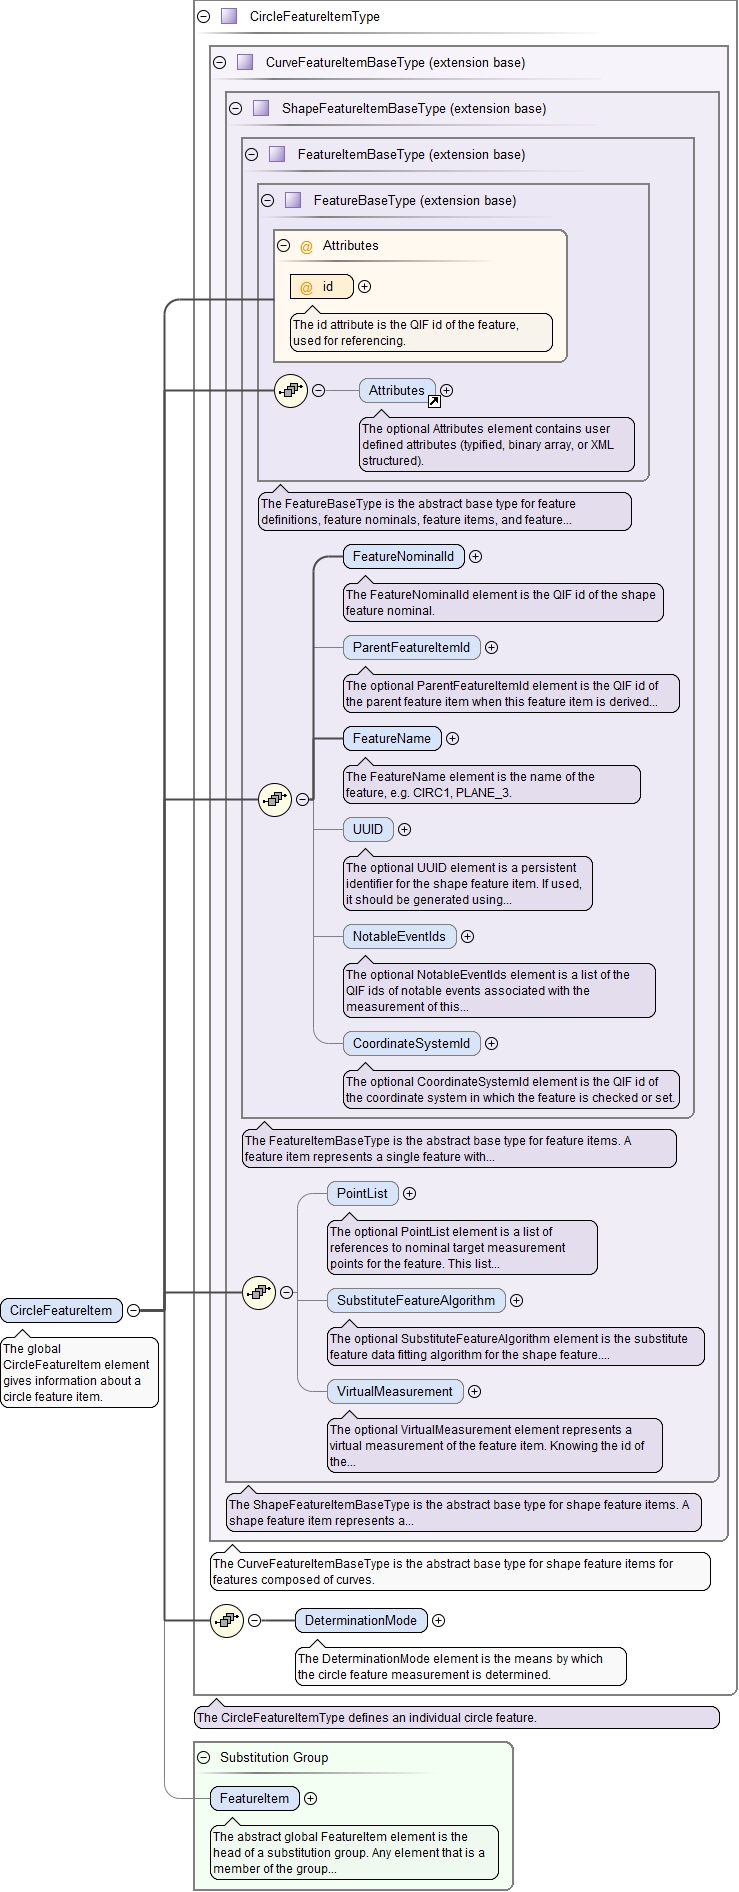 CircleFeatureItemType
CurveFeatureItemBaseType (extension base)
ShapeFeatureItemBaseType (extension base)
FeatureItemBaseType (extension base)
FeatureBaseType (extension base)
@ Attributes
@ id
The id attribute is the QIF id of the feature,
used for referencing.
Attributes
The optional Attributes element contains user
defined attributes (typified, binary array, or XML
structured).
The FeatureBaseType is the abstract base type for feature
definitions, feature nominals, feature items, and feature...
FeatureNominalId
The FeatureNominalId element is the QIF id of the shape
feature nominal.
ParentFeatureItemId
The optional ParentFeatureItemId element is the QIF id of
the parent feature item when this feature item is derived...
FeatureName
The FeatureName element is the name of the
feature, e.g. CIRC1, PLANE_3.
UUID
The optional UUID element is a persistent
identifier for the shape feature item. If used,
it should be generated using...
NotableEventIds
The optional NotableEventIds element is a list of the
QIF ids of notable events associated with the
measurement of this...
CoordinateSystemId
The optional CoordinateSystemId element is the QIF id of
the coordinate system in which the feature is checked or set.
The FeatureItemBaseType is the abstract base type for feature items. A
feature item represents a single feature with...
PointList
The optional PointList element is a list of
references to nominal target measurement
points for the feature. This list...
SubstituteFeatureAlgorithm
The optional SubstituteFeatureAlgorithm element is the substitute
feature data fitting algorithm for the shape feature....
VirtualMeasurement
The optional VirtualMeasurement element represents a
virtual measurement of the feature item. Knowing the id of
the...
The ShapeFeatureItemBaseType is the abstract base type for shape feature items. A
shape feature item represents a...
The CurveFeatureItemBaseType is the abstract base type for shape feature items for
features composed of curves.
DeterminationMode
The DeterminationMode element is the means by which
the circle feature measurement is determined.
The CircleFeatureItemType defines an individual circle feature.
CircleFeatureItem
The global
CircleFeatureItem element
gives information about a
circle feature item.
Substitution Group
FeatureItem
The abstract global FeatureItem element is the
head of a substitution group. Any element that is a
member of the group...